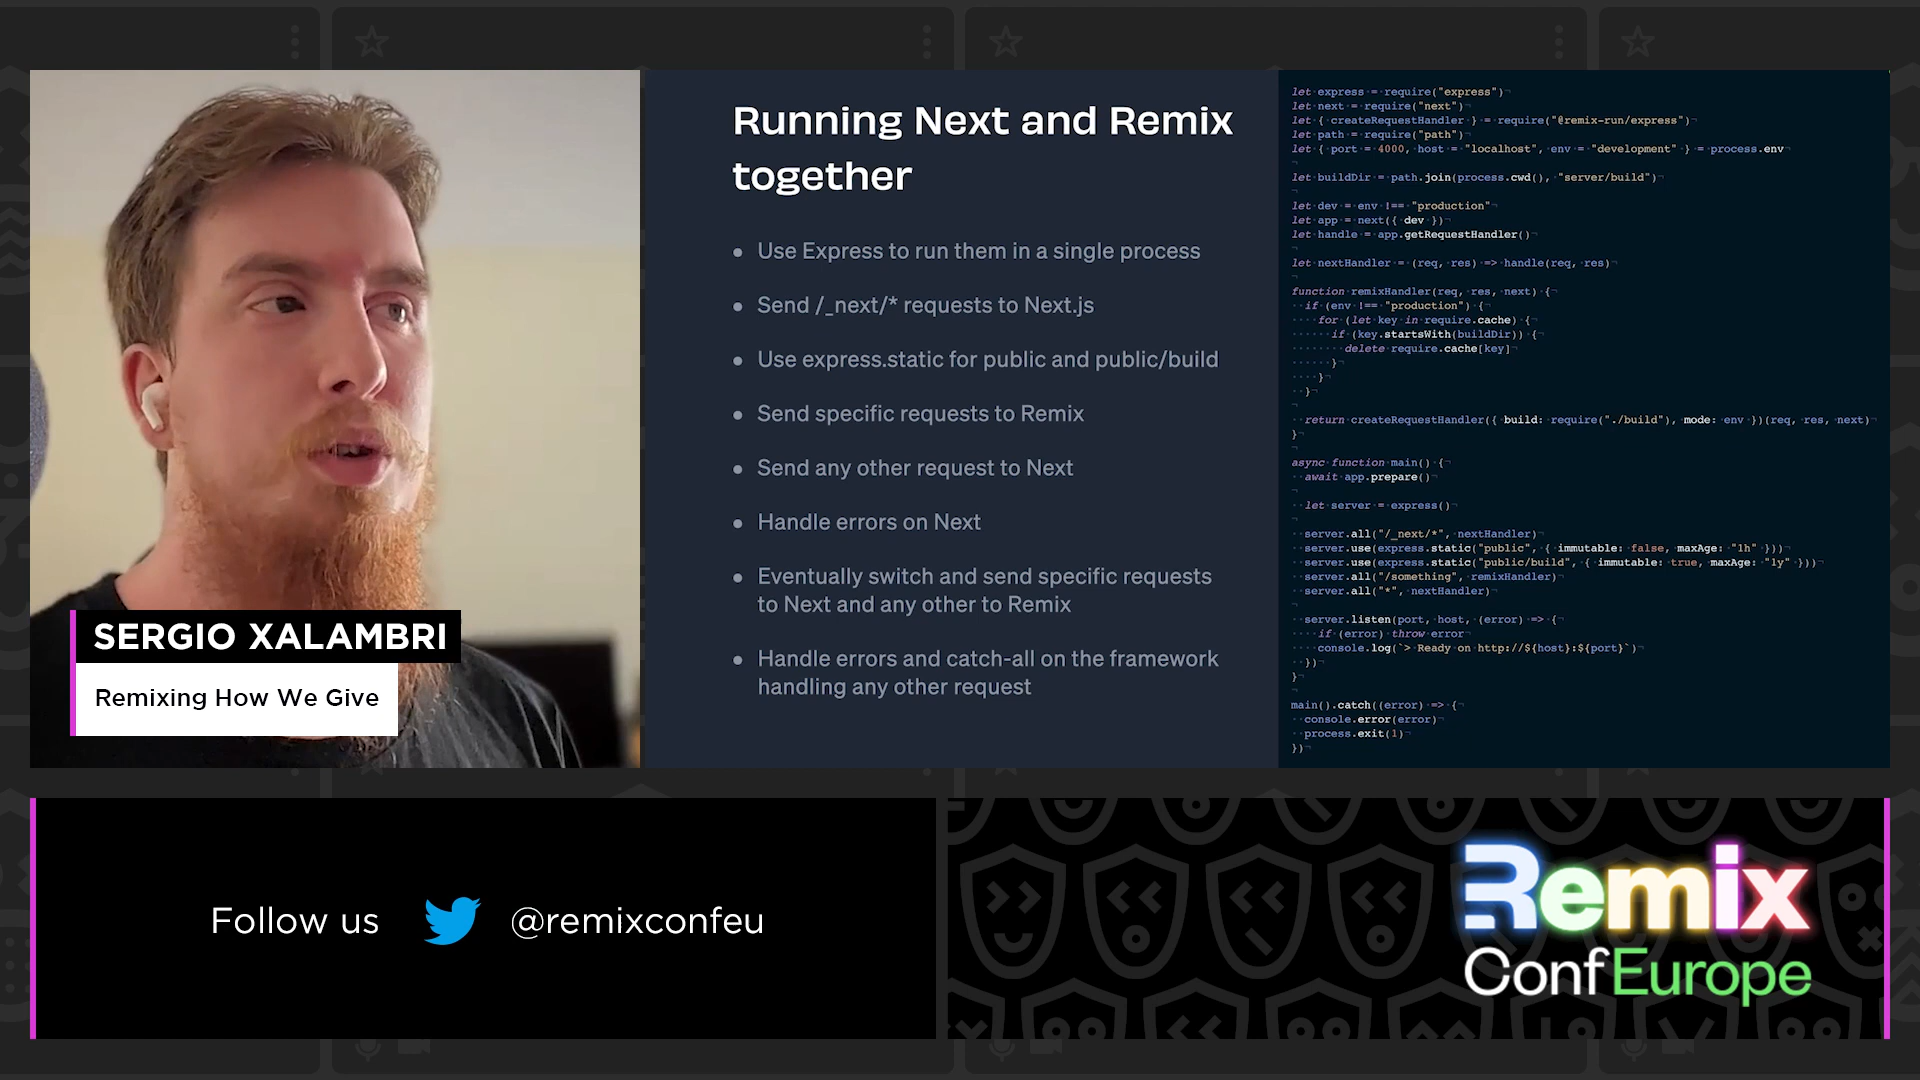 SERGIO XALAMBRI
Remixing How We Give
Running Next and Remix
together
• Use Express to run them in a single process
• Send /_next/* requests to Next.js
• Use express.static for public and public/build
• Send specific requests to Remix
• Send any other request to Next
• Handle errors on Next
• Eventually switch and send specific requests
to Next and any other to Remix
• Handle errors and catch-all on the framework
handling any other request
let express = require("express")
let next = require("next")
let { createRequestHandler } = require("@remix-run/express")
let path = require("path")
let { port = 4000, host = "localhost", env = "development" } = process.env
let buildDir = path.join(process.cwd(), "server/build")
let dev = env !== "production"
let app = next({ dev })
let handle = app.getRequestHandler()
let nextHandler = (req, res) => handle(req, res)
function remixHandler(req, res, next) {
  if (env !== "production") {
    for (let key in require.cache) {
      if (key.startsWith(buildDir)) {
        delete require.cache[key]
      }
    }
  }
  return createRequestHandler({ build: require("./build"), mode: env })(req, res, next)
}
async function main() {
  await app.prepare()
  let server = express()
  server.all("/_next/*", nextHandler)
  server.use(express.static("public", { immutable: false, maxAge: "1h" }))
  server.use(express.static("public/build", { immutable: true, maxAge: "1y" }))
  server.all("/something", remixHandler)
  server.all("*", nextHandler)
  server.listen(port, host, (error) => {
    if (error) throw error
    console.log(`> Ready on http://${host}:${port}`)
  })
}
main().catch((error) => {
  console.error(error)
  process.exit(1)
})
Follow us @remixconfeu
Remix
Conf Europe